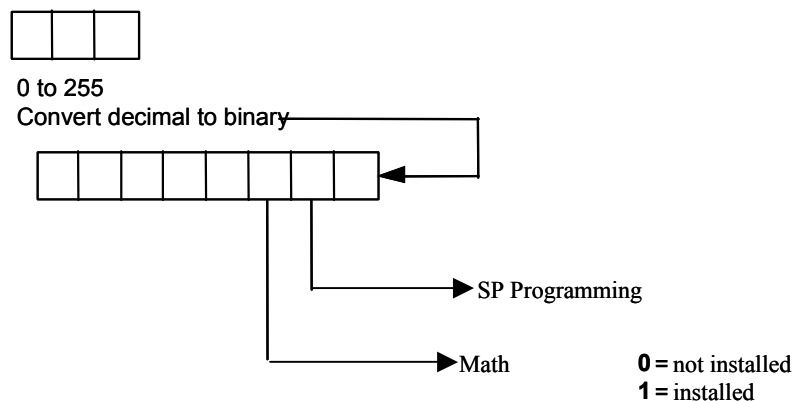 0 to 255
Convert decimal to binary
SP Programming
Math
0 = not installed
1 = installed